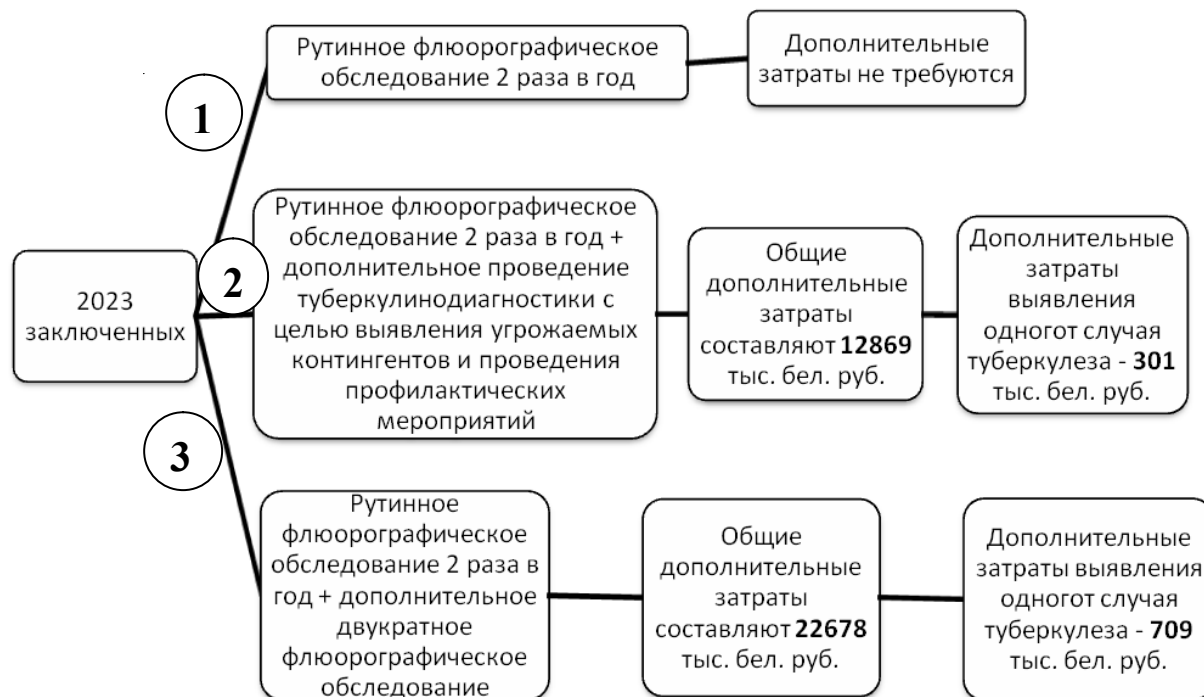 Рутинное флюорографическое
обследование 2 раза в год
Дополнительные
затраты не требуются
1
2023
заключенных
2
Рутинное флюорографическое
обследование 2 раза в год +
дополнительное проведение
туберкулинодиагностики с
целью выявления угрожаемых
контингентов и проведения
профилактических
мероприятий
Общие
дополнительные
затраты
составляют 12869
тыс. бел. руб.
Дополнительные
затраты
выявления
одногот случая
туберкулеза - 301
тыс. бел. руб.
3
Рутинное
флюорографическое
обследование 2 раза в
год + дополнительное
двукратное
флюорографическое
обследование
Общие
дополнительные
затраты
составляют 22678
тыс. бел. руб.
Дополнительные
затраты выявления
одногот случая
туберкулеза - 709
тыс. бел. руб.